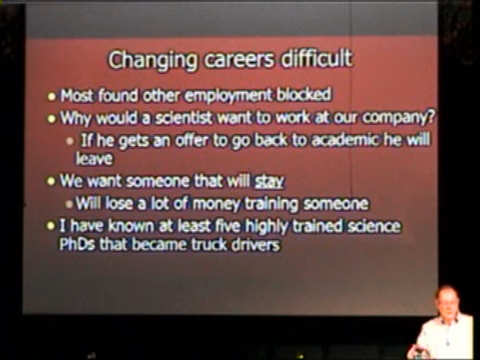 Changing careers difficult
Most found other employment blocked
Why would a scientist want to work at our company?
If he gets an offer to go back to academic he will
leave
We want someone that will stay
Will lose a lot of money training someone
I have known at least five highly trained science
PhDs that became truck drivers